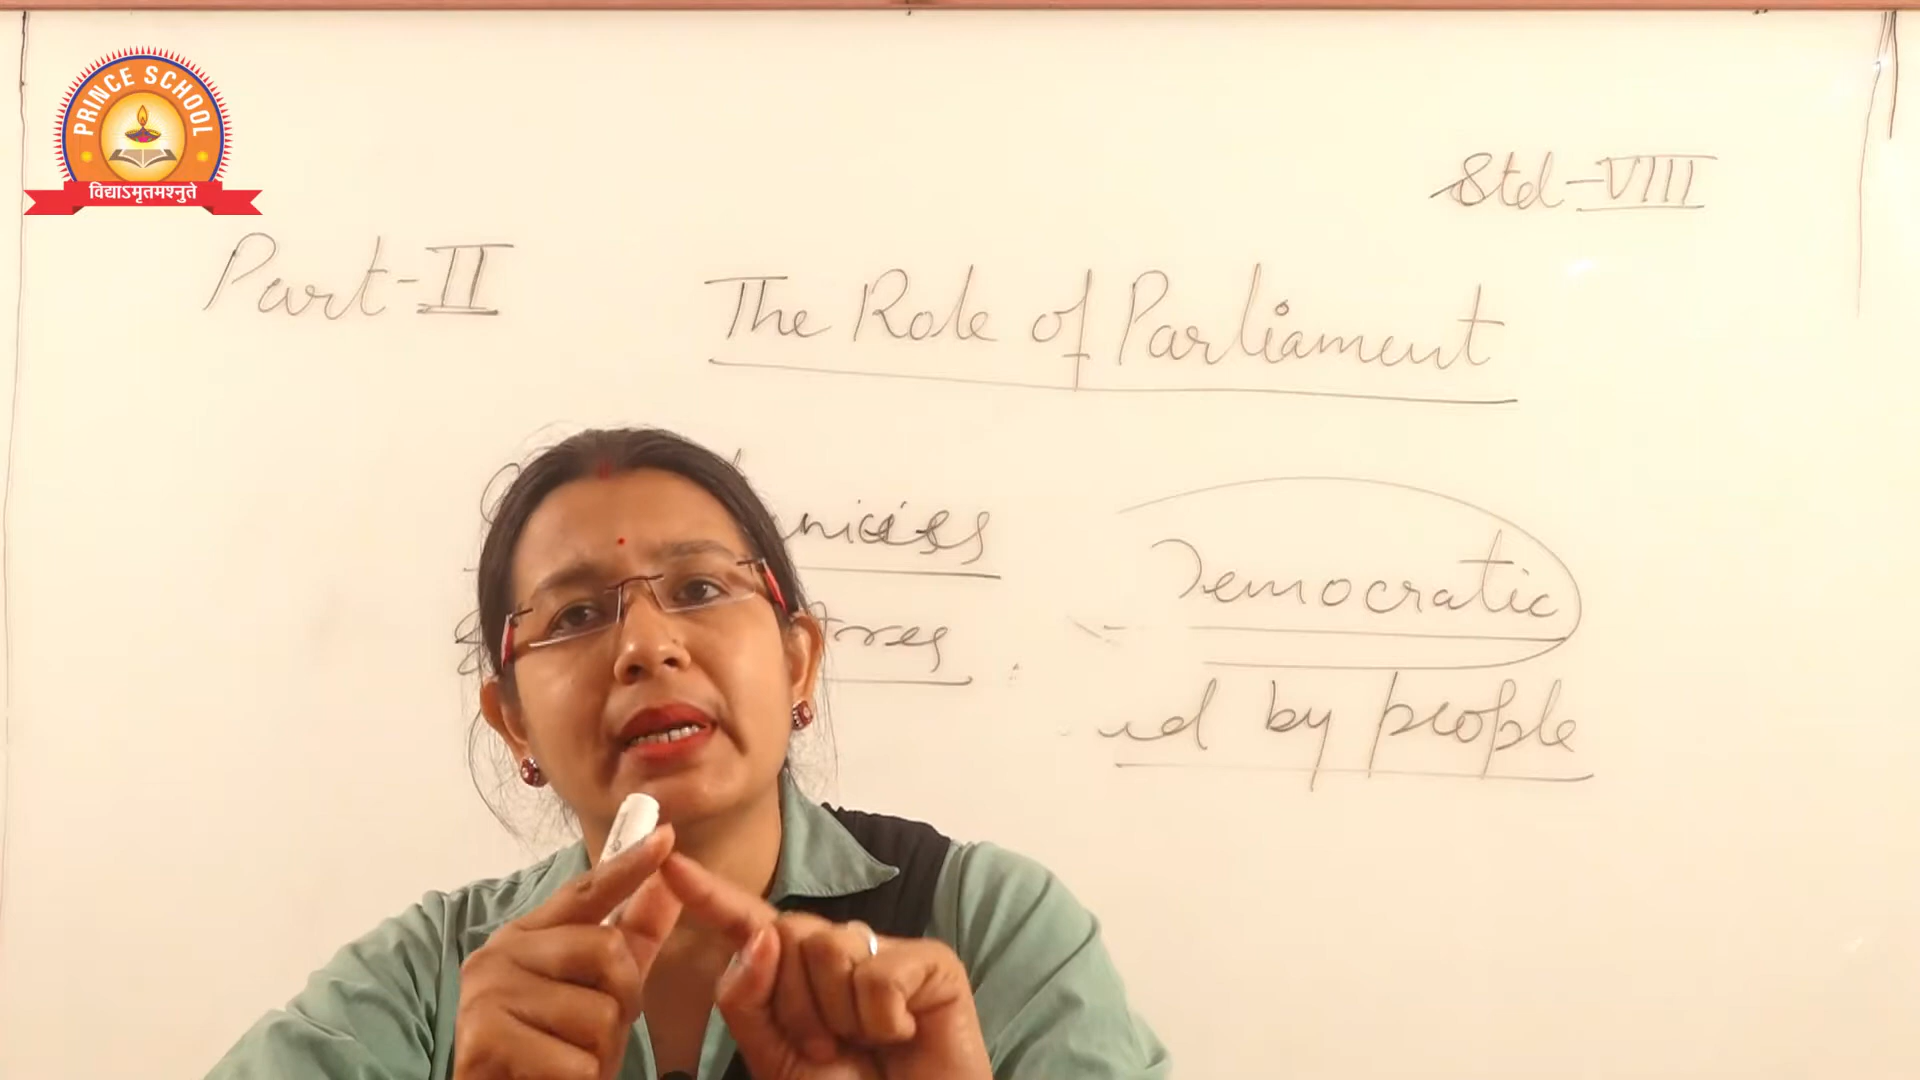 PRINCE SCHOOL
विद्याऽमृतमश्नुते
Std-VIII
Part-II
The Role of Parliament
Democratic
by people